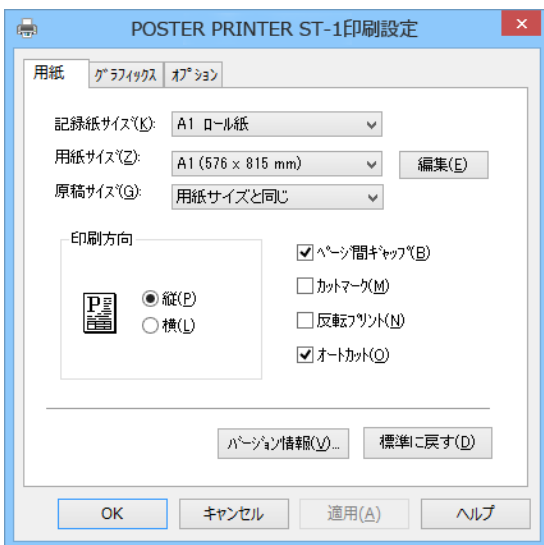 POSTER PRINTER ST-1印刷設定
用紙 ｸﾞﾗﾌｨｯｸｽ ｵﾌﾟｼｮﾝ
記録紙ｻｲｽﾞ(K): A1 ﾛｰﾙ紙
用紙ｻｲｽﾞ(Z): A1 (576 x 815 mm) 編集(E)
原稿ｻｲｽﾞ(G): 用紙サイズと同じ
印刷方向
縦(P)
横(L)
ﾍﾟｰｼﾞ間ｷﾞｬｯﾌﾟ(B)
ｶｯﾄﾏｰｸ(M)
反転ﾌﾟﾘﾝﾄ(N)
ｵｰﾄｶｯﾄ(O)
ﾊﾞｰｼﾞｮﾝ情報(V)... 標準に戻す(D)
OK キャンセル 適用(A) ヘルプ